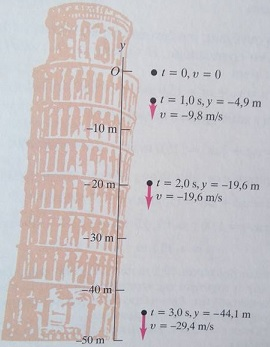 y
O
t = 0, v = 0
t = 1,0 s, y = −4,9 m
v = −9,8 m/s
−10 m
−20 m
t = 2,0 s, y = −19,6 m
v = −19,6 m/s
−30 m
−40 m
t = 3,0 s, y = −44,1 m
v = −29,4 m/s
−50 m